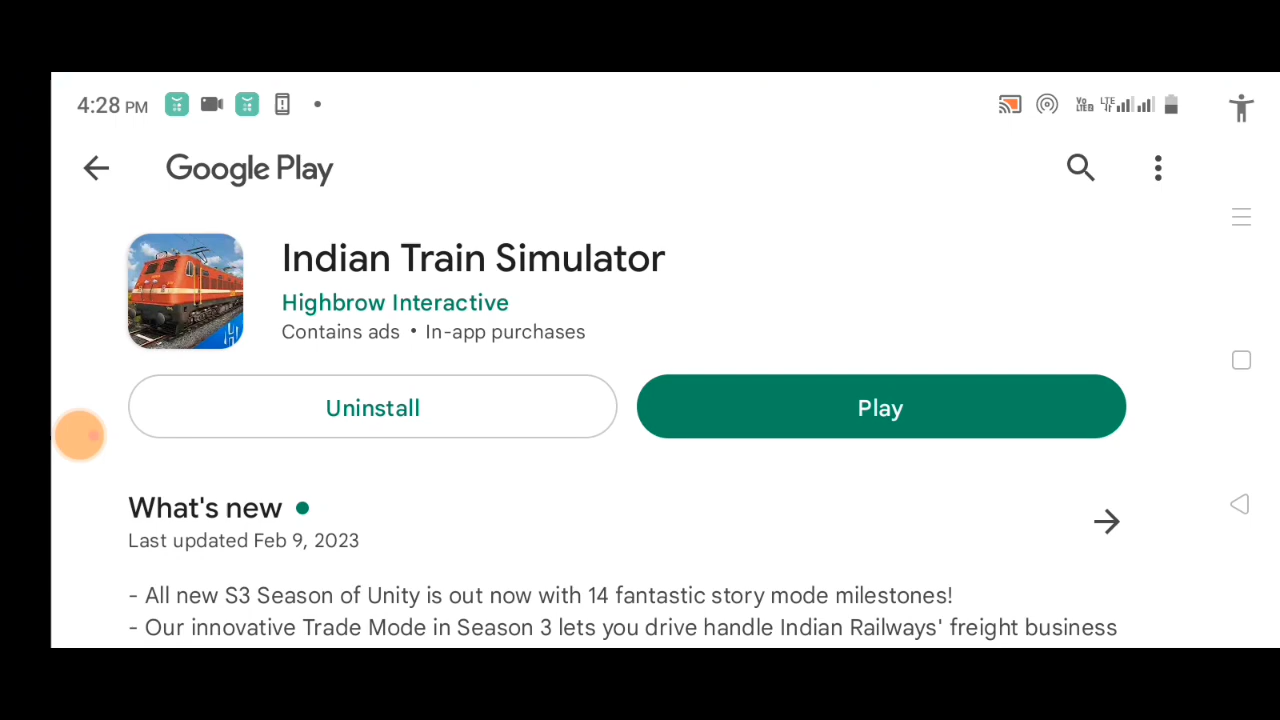 4:28 PM
Google Play
Indian Train Simulator
Highbrow Interactive
Contains ads • In-app purchases
Uninstall
Play
What's new
Last updated Feb 9, 2023
- All new S3 Season of Unity is out now with 14 fantastic story mode milestones!
- Our innovative Trade Mode in Season 3 lets you drive handle Indian Railways' freight business